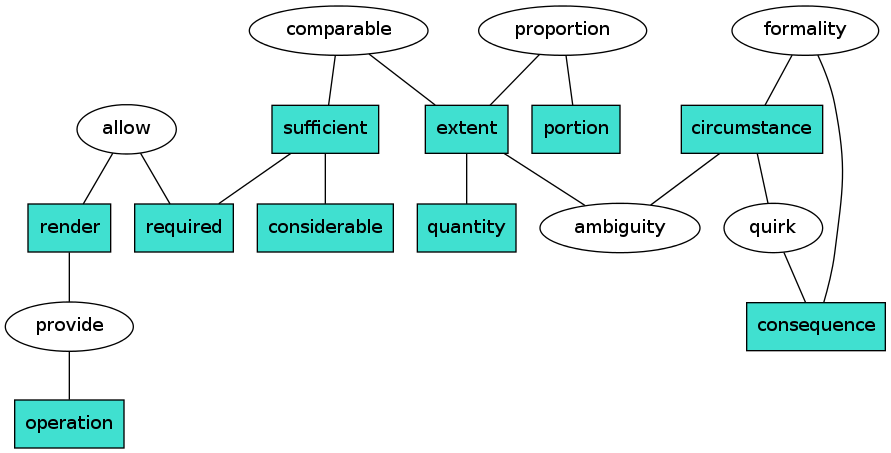 comparable
proportion
formality
allow
sufficient
extent
portion
circumstance
render
required
considerable
quantity
ambiguity
quirk
provide
consequence
operation